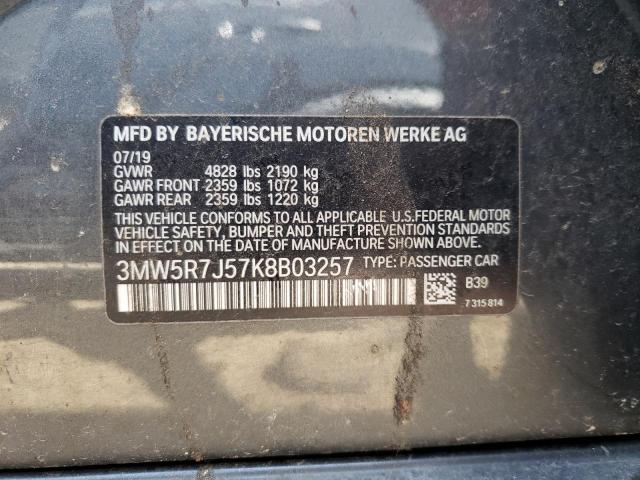 MFD BY BAYERISCHE MOTOREN WERKE AG
07/19
GVWR 4828 lbs 2190 kg
GAWR FRONT 2359 lbs 1072 kg
GAWR REAR 2359 lbs 1220 kg
THIS VEHICLE CONFORMS TO ALL APPLICABLE U.S.FEDERAL MOTOR
VEHICLE SAFETY, BUMPER AND THEFT PREVENTION STANDARDS
IN EFFECT ON THE DATE OF MANUFACTURE SHOWN ABOVE.
3MW5R7J57K8B03257 TYPE: PASSENGER CAR
B39
7 315 814